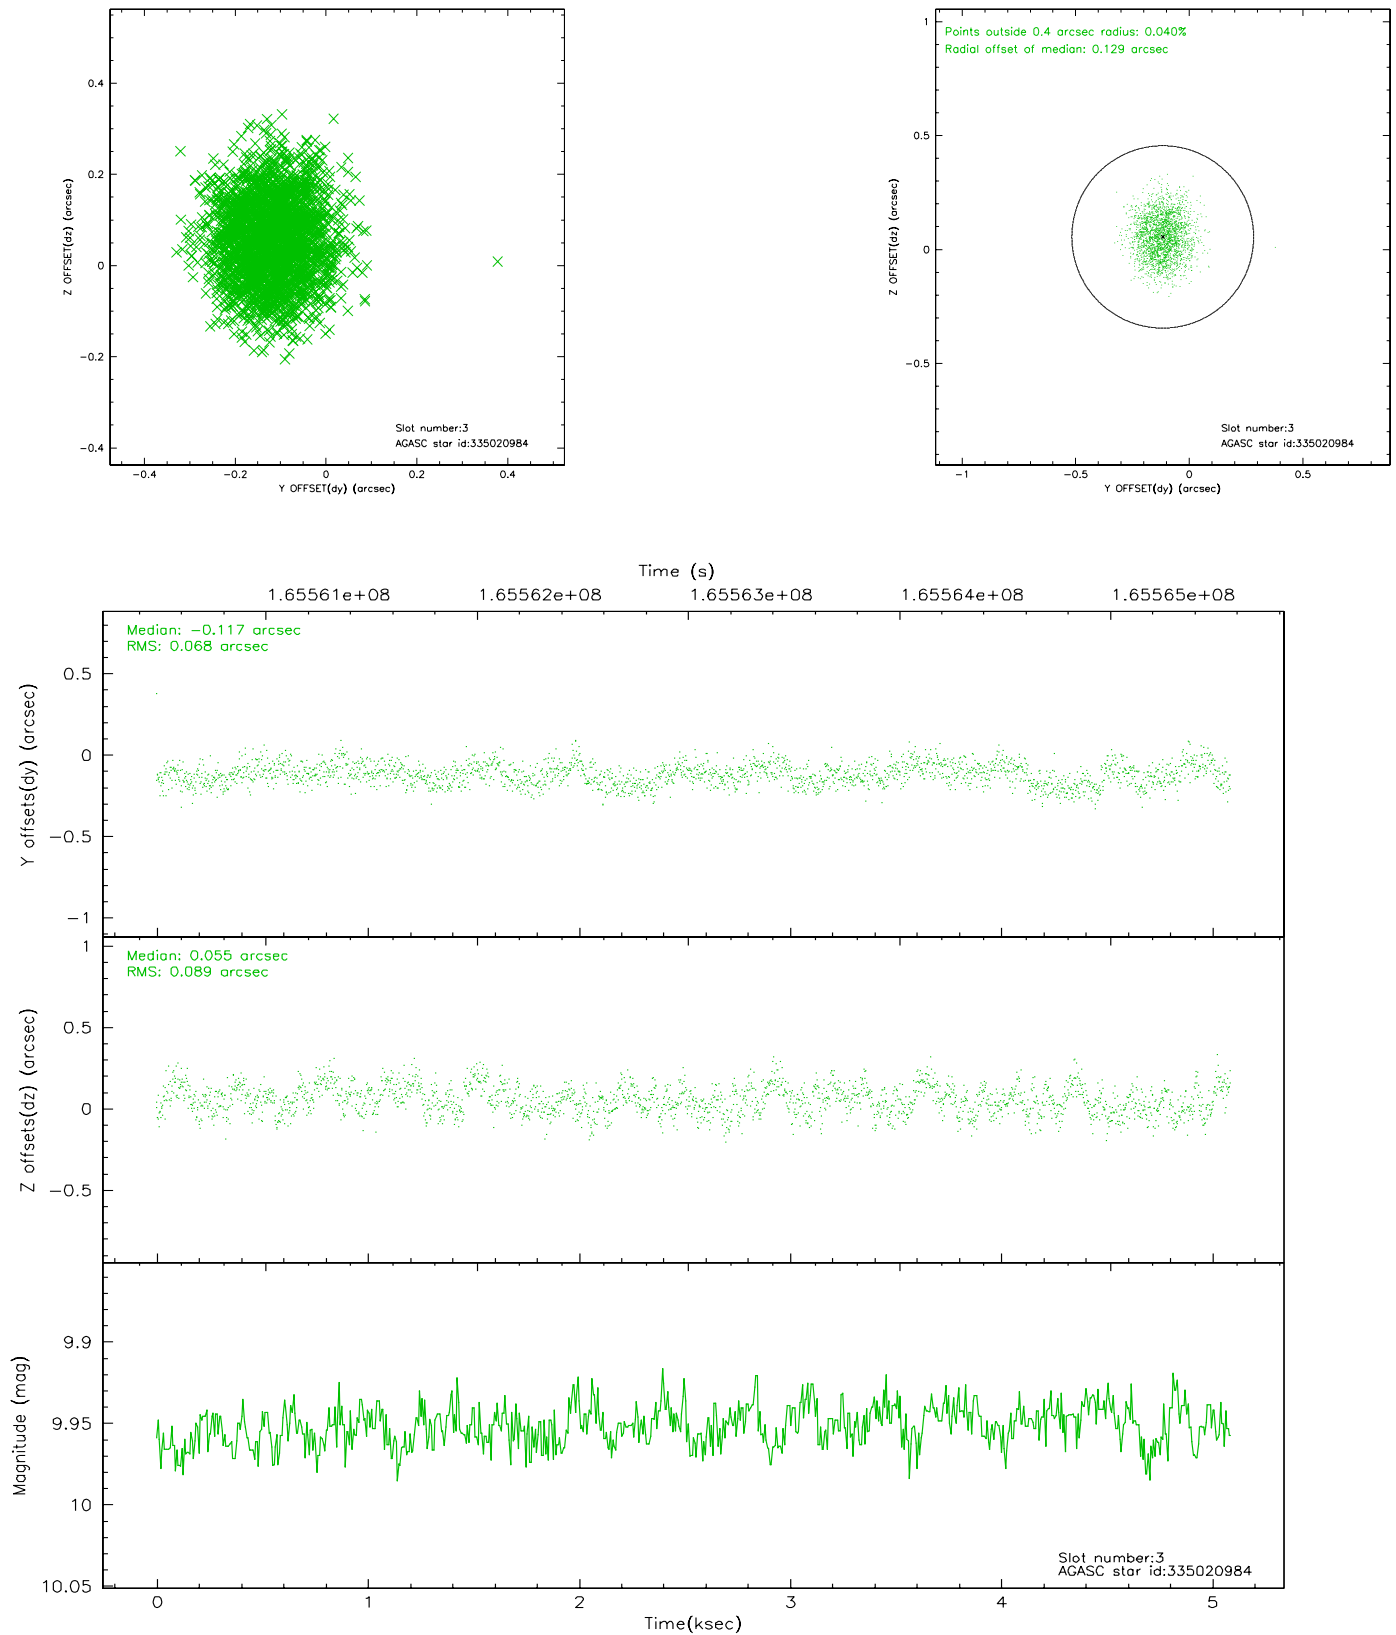 0.4
0.2
0
-0.2
-0.4
Z OFFSET(dz) (arcsec)
-0.4 -0.2 0 0.2 0.4
Y OFFSET(dy) (arcsec)
Slot number:3
AGASC star id:335020984
Points outside 0.4 arcsec radius: 0.040%
Radial offset of median: 0.129 arcsec
1
0.5
0
-0.5
Z OFFSET(dz) (arcsec)
-1 -0.5 0 0.5
Y OFFSET(dy) (arcsec)
Slot number:3
AGASC star id:335020984
Time (s)
1.65561e+08 1.65562e+08 1.65563e+08 1.65564e+08 1.65565e+08
Median: -0.117 arcsec
RMS: 0.068 arcsec
0.5
0
-0.5
-1
Y offsets(dy) (arcsec)
Median: 0.055 arcsec
RMS: 0.089 arcsec
1
0.5
0
-0.5
Z offsets(dz) (arcsec)
9.9
9.95
10
10.05
Magnitude (mag)
Slot number:3
AGASC star id:335020984
0 1 2 3 4 5
Time(ksec)